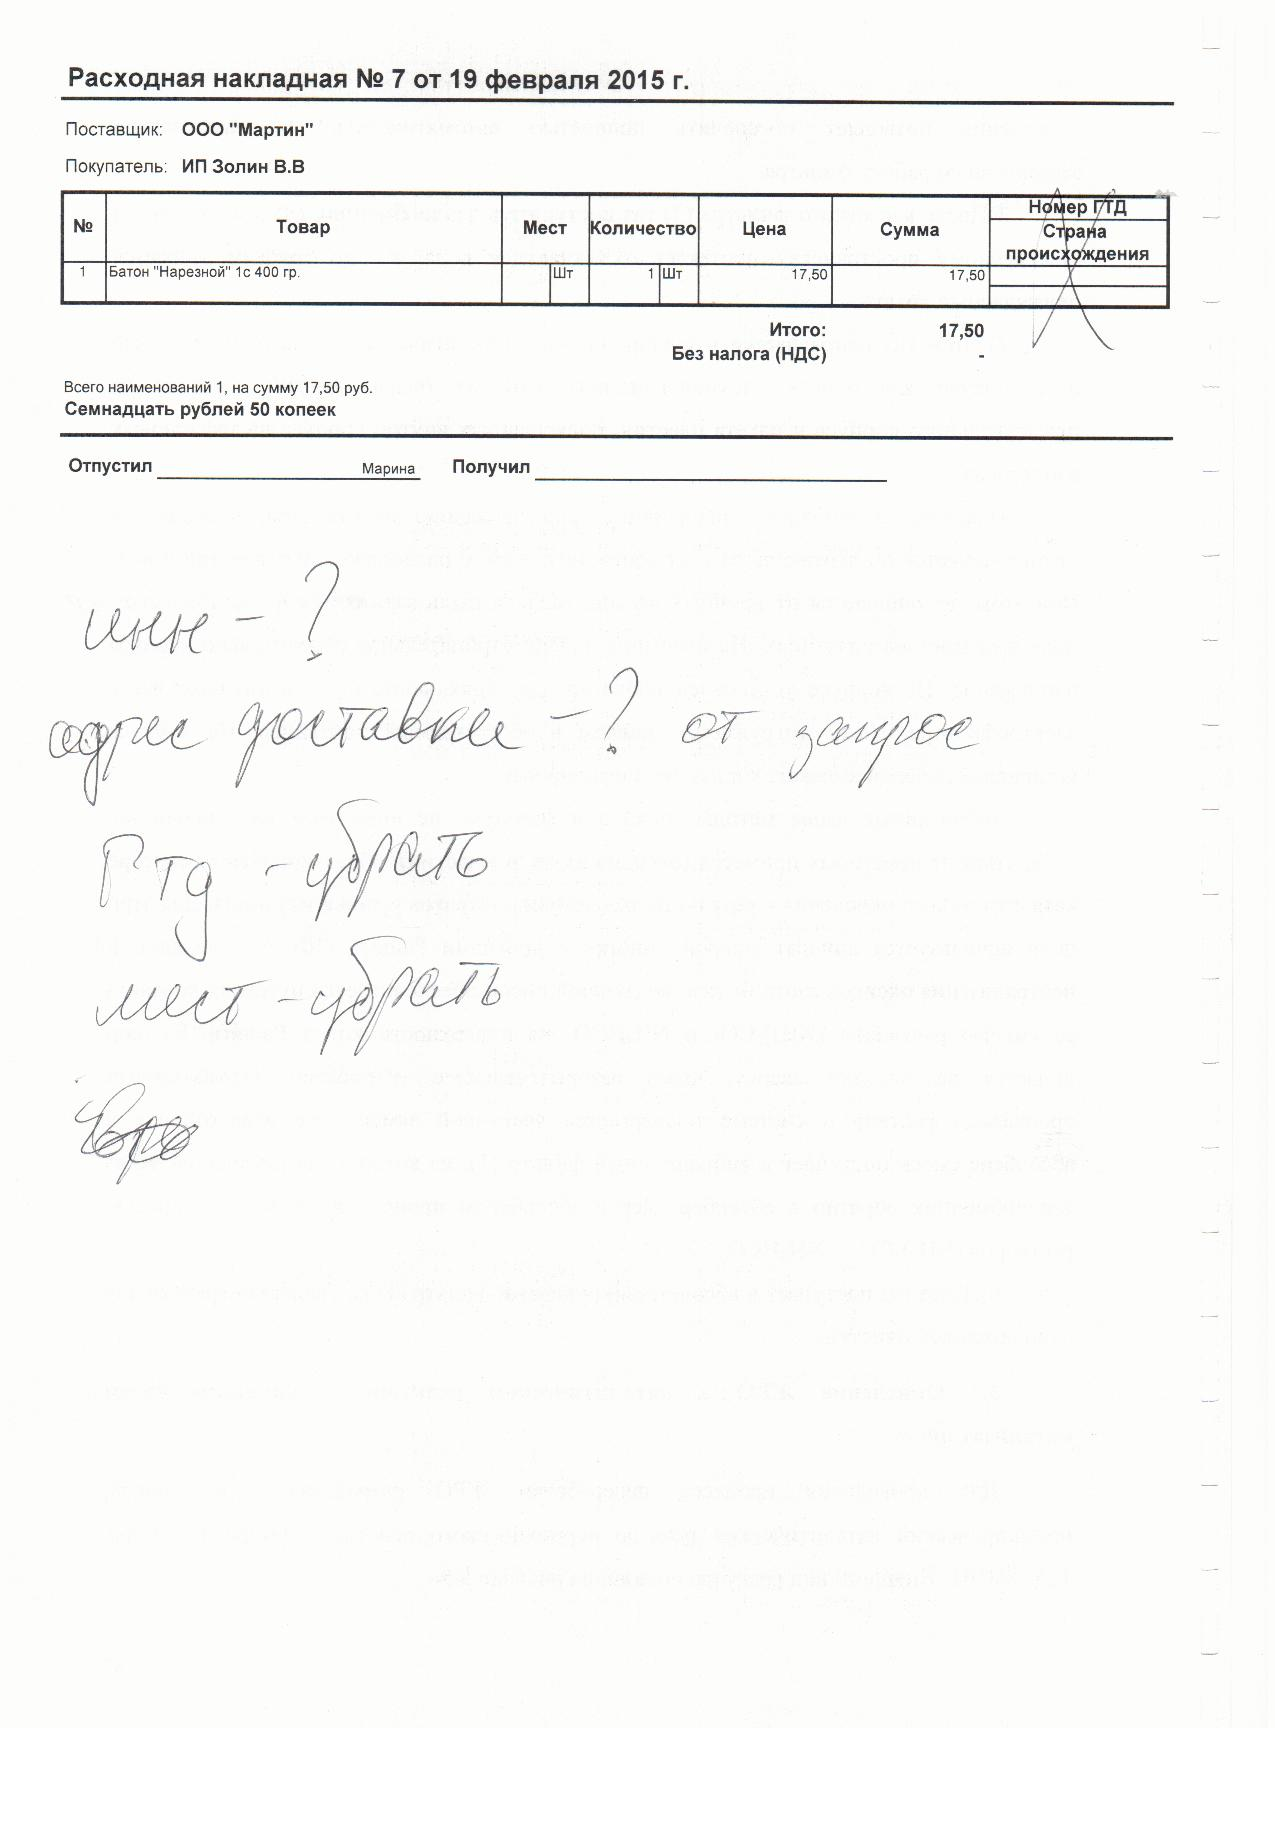 Расходная накладная № 7 от 19 февраля 2015 г.
Поставщик: ООО "Мартин"
Покупатель: ИП Золин В.В
№ Товар Мест Количество Цена Сумма Номер ГТД
Страна происхождения
1 Батон "Нарезной" 1с 400 гр. Шт 1 Шт 17,50 17,50
Итого: 17,50
Без налога (НДС) -
Всего наименований 1, на сумму 17,50 руб.
Семнадцать рублей 50 копеек
Отпустил Марина Получил
инн - ?
адрес доставки - ? от запрос
ГТД - убрать
мест - убрать